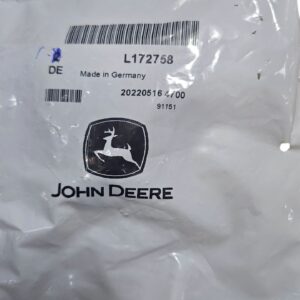 L172758
DE
Made in Germany
20220516 4700
91151
JOHN DEERE